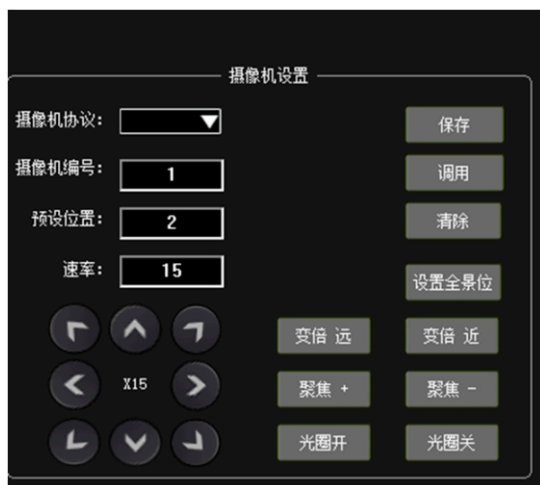 摄像机设置
摄像机协议：
保存
摄像机编号： 1
调用
预设位置： 2
清除
速率： 15
设置全景位
变倍 远
变倍 近
X15
聚焦 +
聚焦 -
光圈开
光圈关